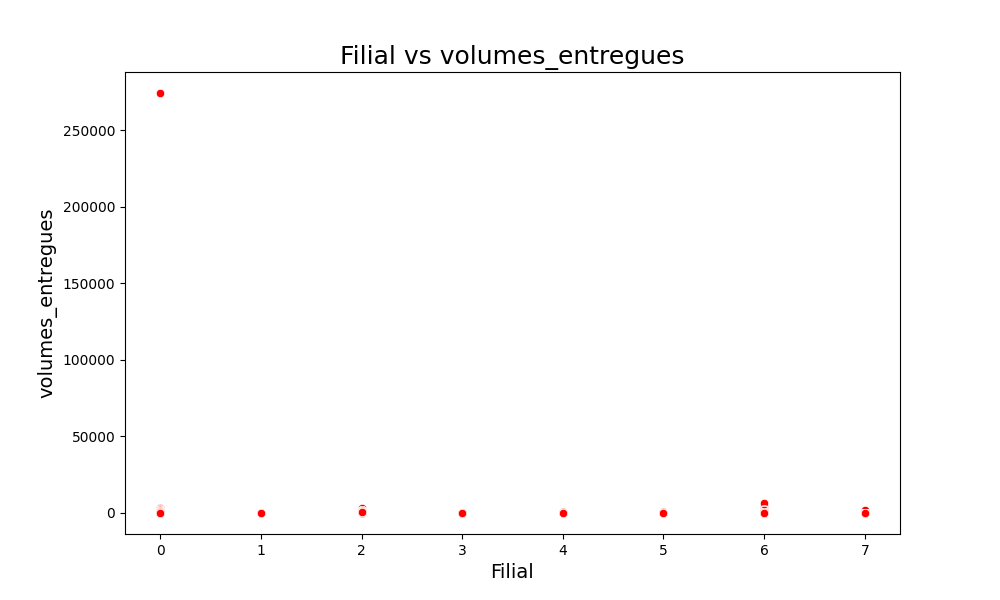 Filial vs volumes_entregues
250000
200000
150000
100000
50000
0
volumes_entregues
0 1 2 3 4 5 6 7
Filial